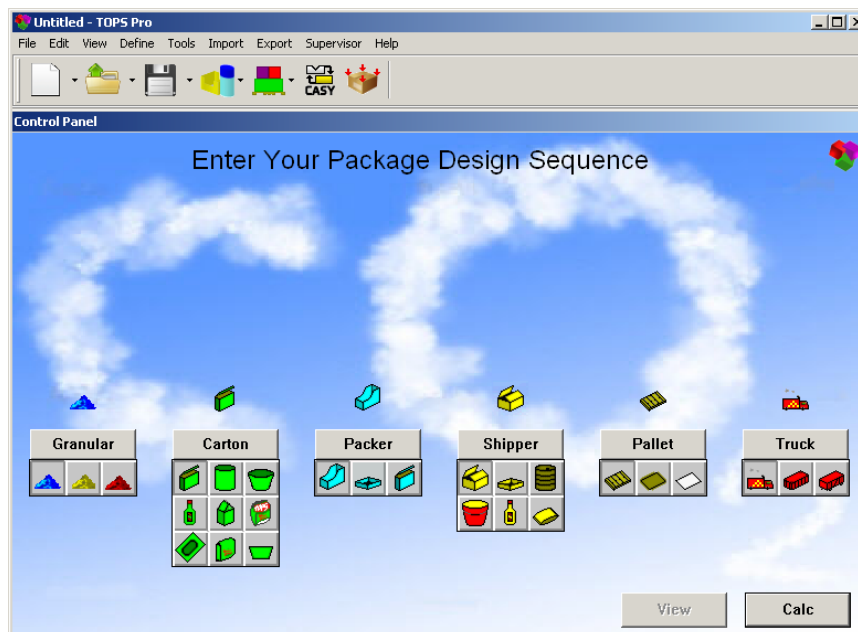 Untitled - TOPS Pro
File Edit View Define Tools Import Export Supervisor Help
CASY
Control Panel
Enter Your Package Design Sequence
Granular Carton Packer Shipper Pallet Truck
View Calc